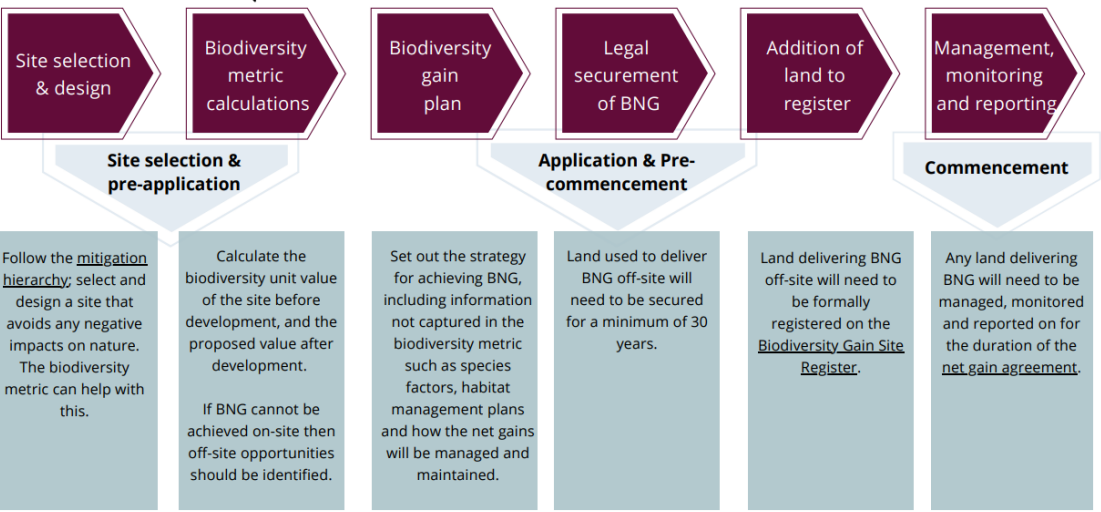 Site selection
& design
Biodiversity
metric
calculations
Biodiversity
gain
plan
Legal
securement
of BNG
Addition of
land to
register
Management,
monitoring
and reporting
Site selection &
pre-application
Application & Pre-
commencement
Commencement
Follow the mitigation
hierarchy; select and
design a site that
avoids any negative
impacts on nature.
The biodiversity
metric can help with
this.
Calculate the
biodiversity unit value
of the site before
development, and the
proposed value after
development.
If BNG cannot be
achieved on-site then
off-site opportunities
should be identified.
Set out the strategy
for achieving BNG,
including information
not captured in the
biodiversity metric
such as species
factors, habitat
management plans
and how the net gains
will be managed and
maintained.
Land used to deliver
BNG off-site will
need to be secured
for a minimum of 30
years.
Land delivering BNG
off-site will need to
be formally
registered on the
Biodiversity Gain Site
Register.
Any land delivering
BNG will need to be
managed, monitored
and reported on for
the duration of the
net gain agreement.